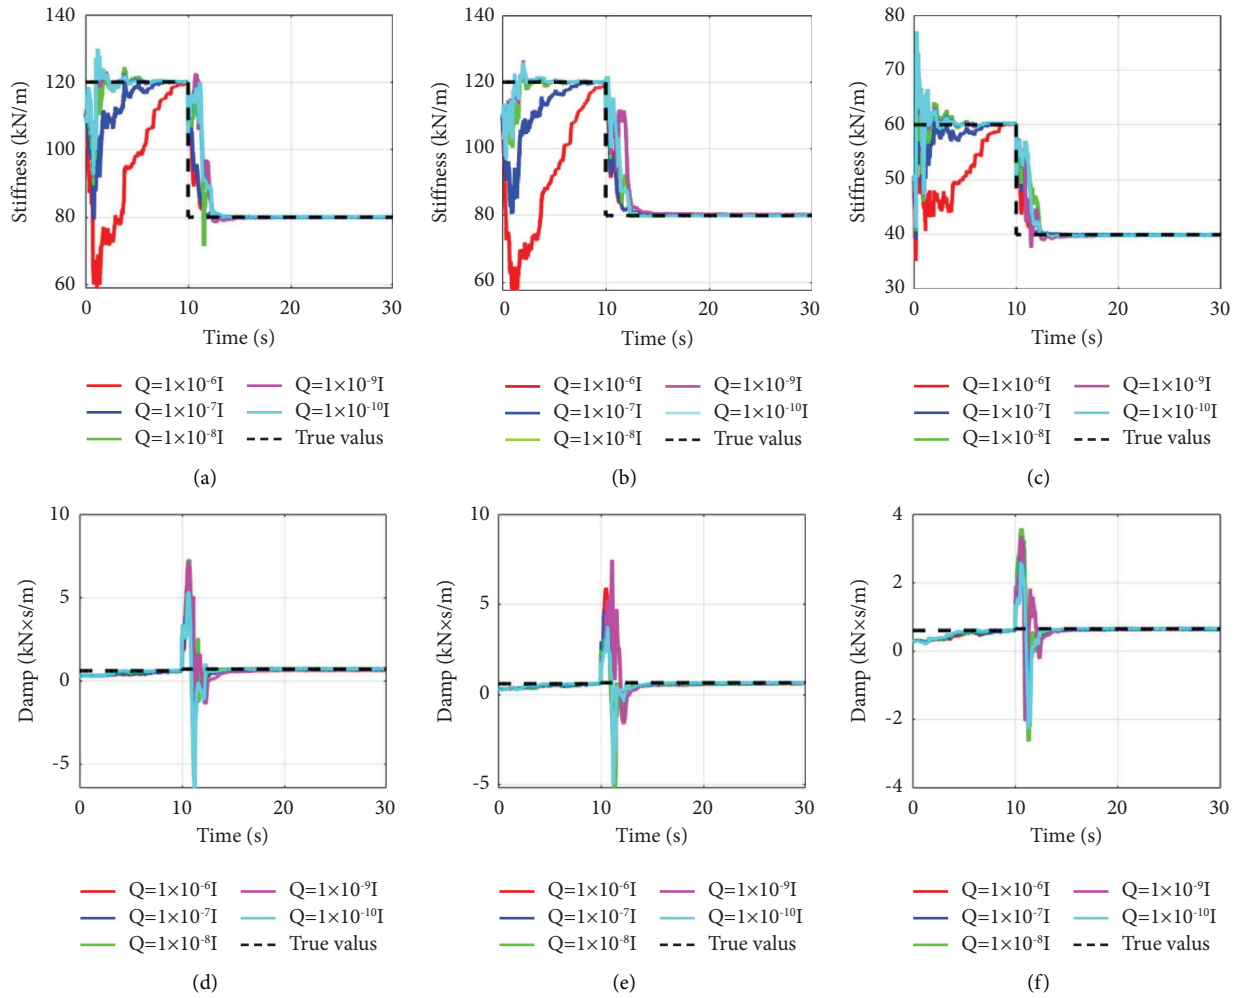 140
120
100
80
60
0
10
20
30
Stiffness (kN/m)
Time (s)
Q=1×10⁻⁶I
Q=1×10⁻⁹I
Q=1×10⁻⁷I
Q=1×10⁻¹⁰I
Q=1×10⁻⁸I
True valus
(a)
140
120
100
80
60
0
10
20
30
Stiffness (kN/m)
Time (s)
Q=1×10⁻⁶I
Q=1×10⁻⁹I
Q=1×10⁻⁷I
Q=1×10⁻¹⁰I
Q=1×10⁻⁸I
True valus
(b)
80
70
60
50
40
30
0
10
20
30
Stiffness (kN/m)
Time (s)
Q=1×10⁻⁶I
Q=1×10⁻⁹I
Q=1×10⁻⁷I
Q=1×10⁻¹⁰I
Q=1×10⁻⁸I
True valus
(c)
10
5
0
-5
0
10
20
30
Damp (kN×s/m)
Time (s)
Q=1×10⁻⁶I
Q=1×10⁻⁹I
Q=1×10⁻⁷I
Q=1×10⁻¹⁰I
Q=1×10⁻⁸I
True valus
(d)
10
5
0
-5
0
10
20
30
Damp (kN×s/m)
Time (s)
Q=1×10⁻⁶I
Q=1×10⁻⁹I
Q=1×10⁻⁷I
Q=1×10⁻¹⁰I
Q=1×10⁻⁸I
True valus
(e)
4
2
0
-2
-4
0
10
20
30
Damp (kN×s/m)
Time (s)
Q=1×10⁻⁶I
Q=1×10⁻⁹I
Q=1×10⁻⁷I
Q=1×10⁻¹⁰I
Q=1×10⁻⁸I
True valus
(f)